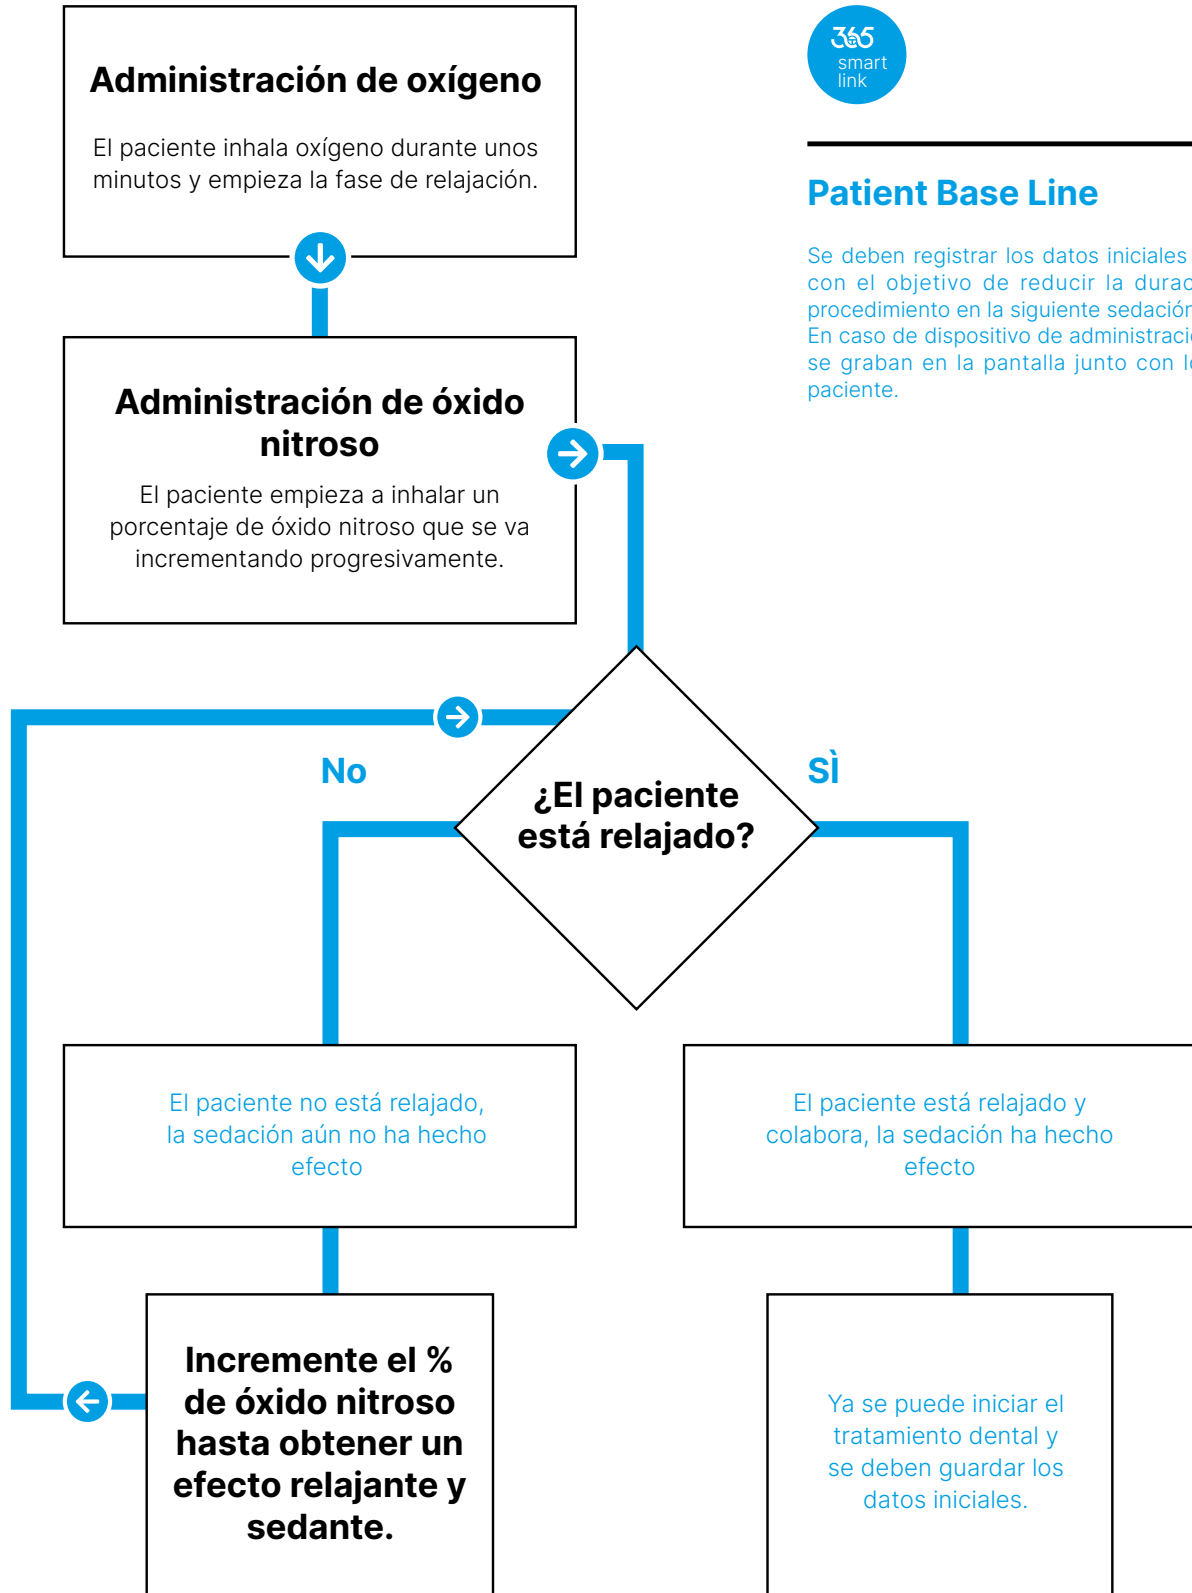 Administración de oxígeno
El paciente inhala oxígeno durante unos
minutos y empieza la fase de relajación.
Administración de óxido
nitroso
El paciente empieza a inhalar un
porcentaje de óxido nitroso que se va
incrementando progresivamente.
365
smart
link
Patient Base Line
Se deben registrar los datos iniciales
con el objetivo de reducir la
procedimiento en la siguiente sedación
En caso de dispositivo de
se graban en la pantalla junto con
paciente.
No
SÌ
¿El paciente
está relajado?
El paciente no está relajado,
la sedación aún no ha hecho
efecto
El paciente está relajado y
colabora, la sedación ha hecho
efecto
Incremente el %
de óxido nitroso
hasta obtener un
efecto relajante y
sedante.
Ya se puede iniciar el
tratamiento dental y
se deben guardar los
datos iniciales.